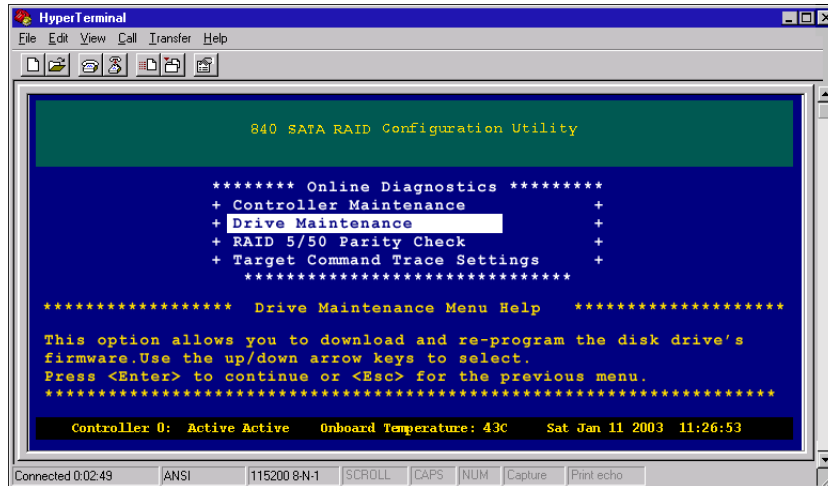 HyperTerminal
File Edit View Call Transfer Help
840 SATA RAID Configuration Utility
******** Online Diagnostics *********
+ Controller Maintenance +
+ Drive Maintenance +
+ RAID 5/50 Parity Check +
+ Target Command Trace Settings +
*******************************
****************** Drive Maintenance Menu Help ********************
This option allows you to download and re-program the disk drive's
firmware.Use the up/down arrow keys to select.
Press <Enter> to continue or <Esc> for the previous menu.
**********************************************************************
Controller 0: Active Active Onboard Temperature: 43C Sat Jan 11 2003 11:26:53
Connected 0:02:49 ANSI 115200 8-N-1 SCROLL CAPS NUM Capture Print echo